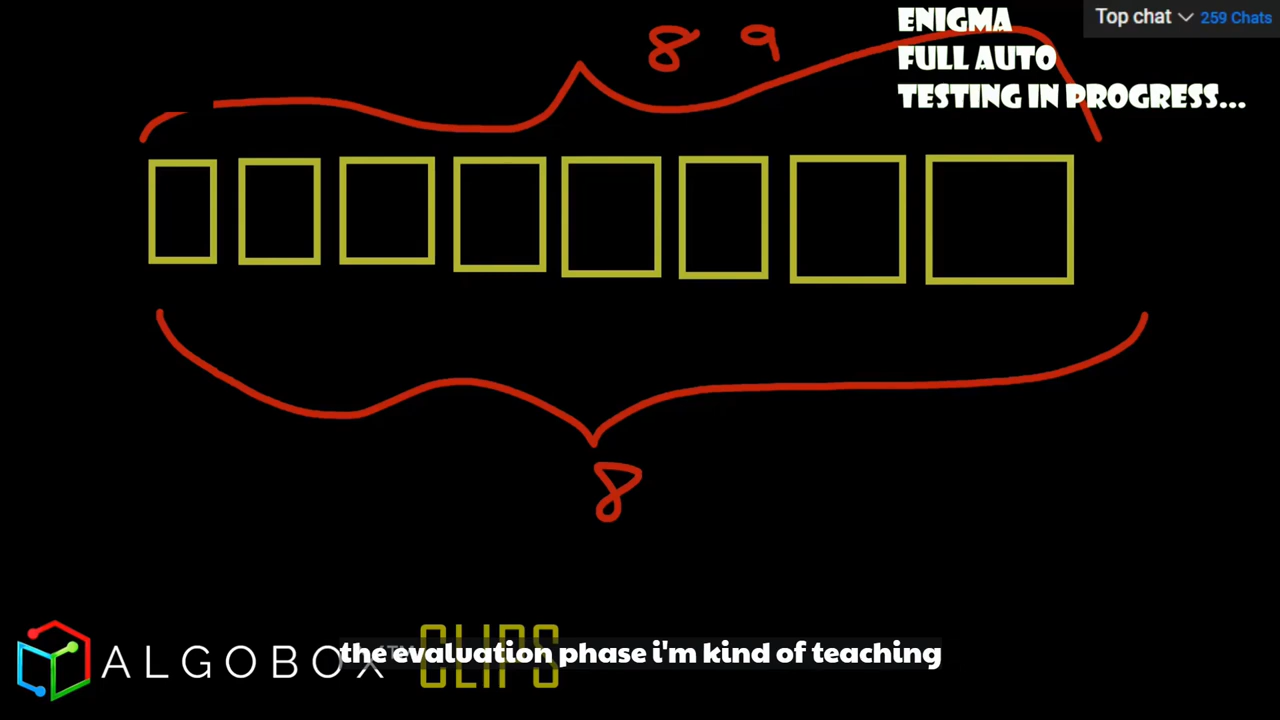 ENIGMA
FULL AUTO
TESTING IN PROGRESS...
Top chat 259 Chats
8 9
8
ALGOBOX™ CLIPS
the evaluation phase i'm kind of teaching